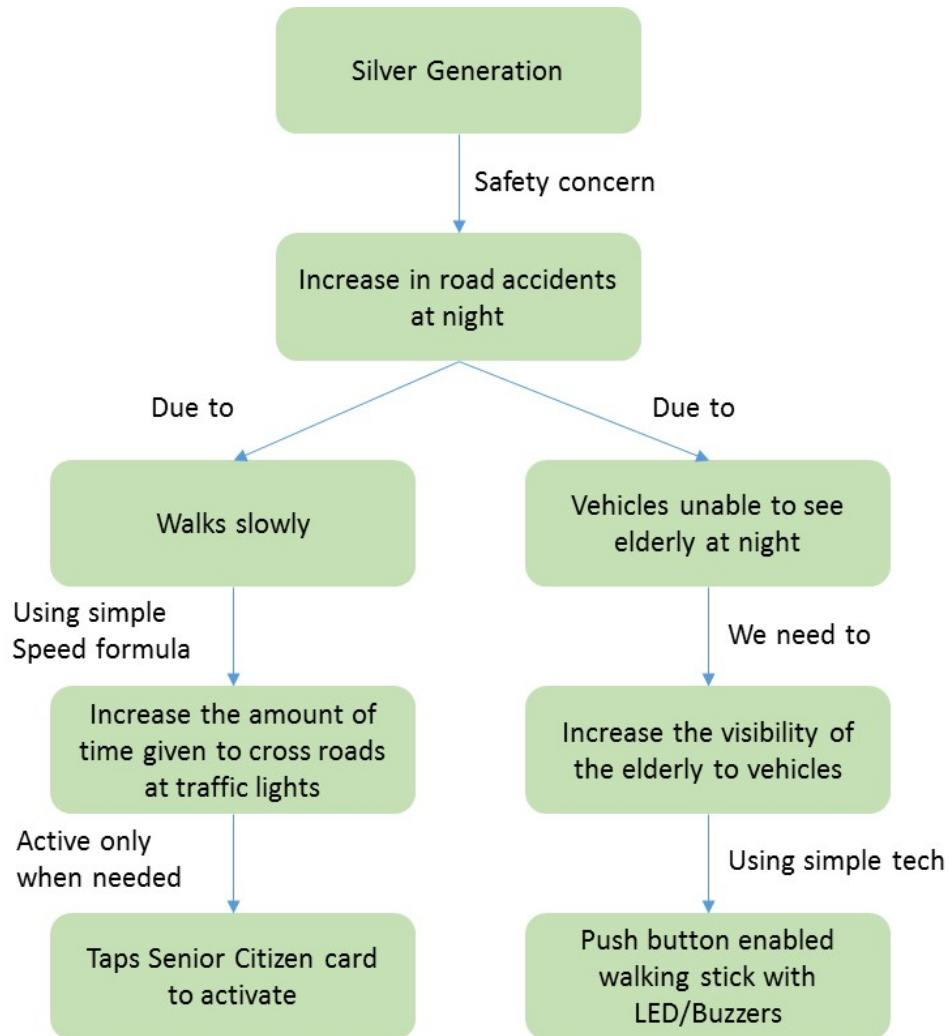 Silver Generation
Safety concern
Increase in road accidents
at night
Due to
Due to
Walks slowly
Vehicles unable to see
elderly at night
Using simple
Speed formula
We need to
Increase the amount of
time given to cross roads
at traffic lights
Increase the visibility of
the elderly to vehicles
Active only
when needed
Using simple tech
Taps Senior Citizen card
to activate
Push button enabled
walking stick with
LED/Buzzers